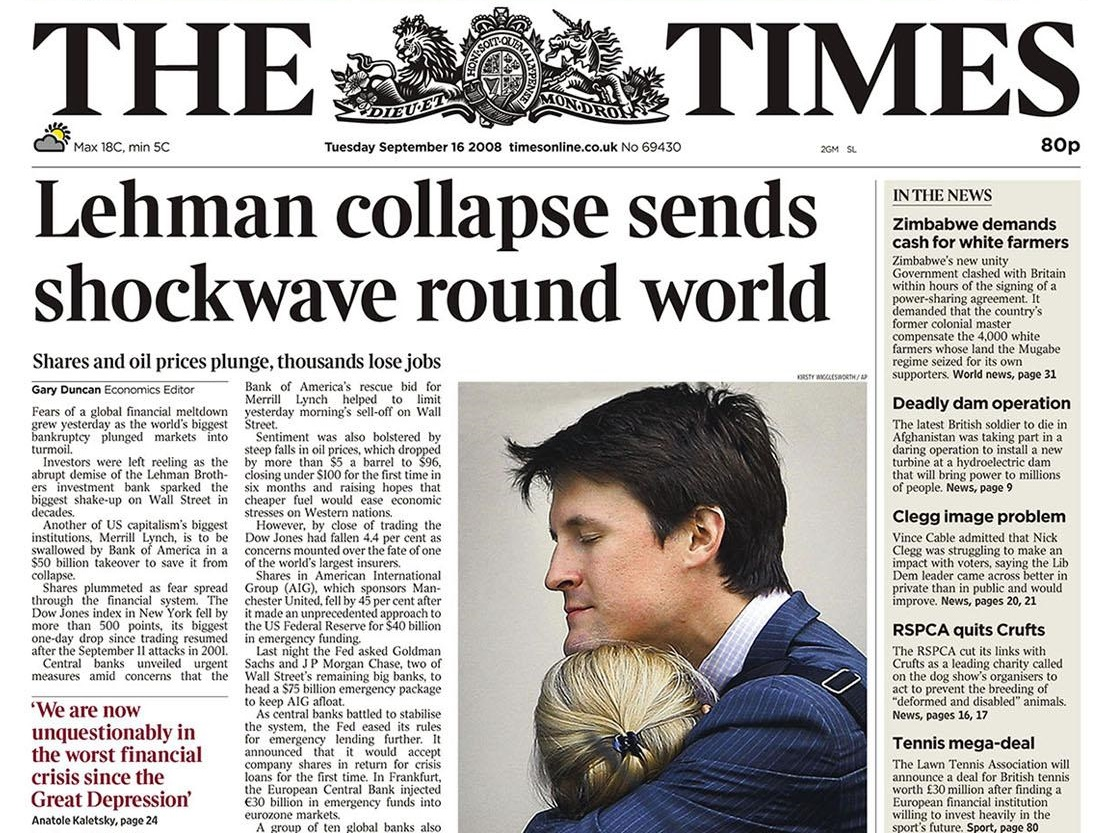 THE TIMES
HONI·SOIT·QUI·MAL·Y·PENSE
DIEU·ET MON·DROIT
Max 18C, min 5C
Tuesday September 16 2008 timesonline.co.uk No 69430
2GM SL
80p
Lehman collapse sends
shockwave round world
Shares and oil prices plunge, thousands lose jobs
Gary Duncan Economics Editor
Fears of a global financial meltdown
grew yesterday as the world's biggest
bankruptcy plunged markets into
turmoil.
Investors were left reeling as the
abrupt demise of the Lehman Broth-
ers investment bank sparked the
biggest shake-up on Wall Street in
decades.
Another of US capitalism's biggest
institutions, Merrill Lynch, is to be
swallowed by Bank of America in a
$50 billion takeover to save it from
collapse.
Shares plummeted as fear spread
through the financial system. The
Dow Jones index in New York fell by
more than 500 points, its biggest
one-day drop since trading resumed
after the September 11 attacks in 2001.
Central banks unveiled urgent
measures amid concerns that the
'We are now
unquestionably in
the worst financial
crisis since the
Great Depression'
Anatole Kaletsky, page 24
Bank of America's rescue bid for
Merrill Lynch helped to limit
yesterday morning's sell-off on Wall
Street.
Sentiment was also bolstered by
steep falls in oil prices, which dropped
by more than $5 a barrel to $96,
closing under $100 for the first time in
six months and raising hopes that
cheaper fuel would ease economic
stresses on Western nations.
However, by close of trading the
Dow Jones had fallen 4.4 per cent as
concerns mounted over the fate of one
of the world's largest insurers.
Shares in American International
Group (AIG), which sponsors Man-
chester United, fell by 45 per cent after
it made an unprecedented approach to
the US Federal Reserve for $40 billion
in emergency funding.
Last night the Fed asked Goldman
Sachs and J P Morgan Chase, two of
Wall Street's remaining big banks, to
head a $75 billion emergency package
to keep AIG afloat.
As central banks battled to stabilise
the system, the Fed eased its rules
for emergency lending further. It
announced that it would accept
company shares in return for crisis
loans for the first time. In Frankfurt,
the European Central Bank injected
€30 billion in emergency funds into
eurozone markets.
A group of ten global banks also
KIRSTY WIGGLESWORTH / AP
IN THE NEWS
Zimbabwe demands
cash for white farmers
Zimbabwe's new unity
Government clashed with Britain
within hours of the signing of a
power-sharing agreement. It
demanded that the country's
former colonial master
compensate the 4,000 white
farmers whose land the Mugabe
regime seized for its own
supporters. World news, page 31
Deadly dam operation
The latest British soldier to die in
Afghanistan was taking part in a
daring operation to install a new
turbine at a hydroelectric dam
that will bring power to millions
of people. News, page 9
Clegg image problem
Vince Cable admitted that Nick
Clegg was struggling to make an
impact with voters, saying the Lib
Dem leader came across better in
private than in public and would
improve. News, pages 20, 21
RSPCA quits Crufts
The RSPCA cut its links with
Crufts as a leading charity called
on the dog show's organisers to
act to prevent the breeding of
"deformed and disabled" animals.
News, pages 16, 17
Tennis mega-deal
The Lawn Tennis Association will
announce a deal for British tennis
worth £30 million after finding a
European financial institution
willing to invest heavily in the
sport's future. Sport, page 80